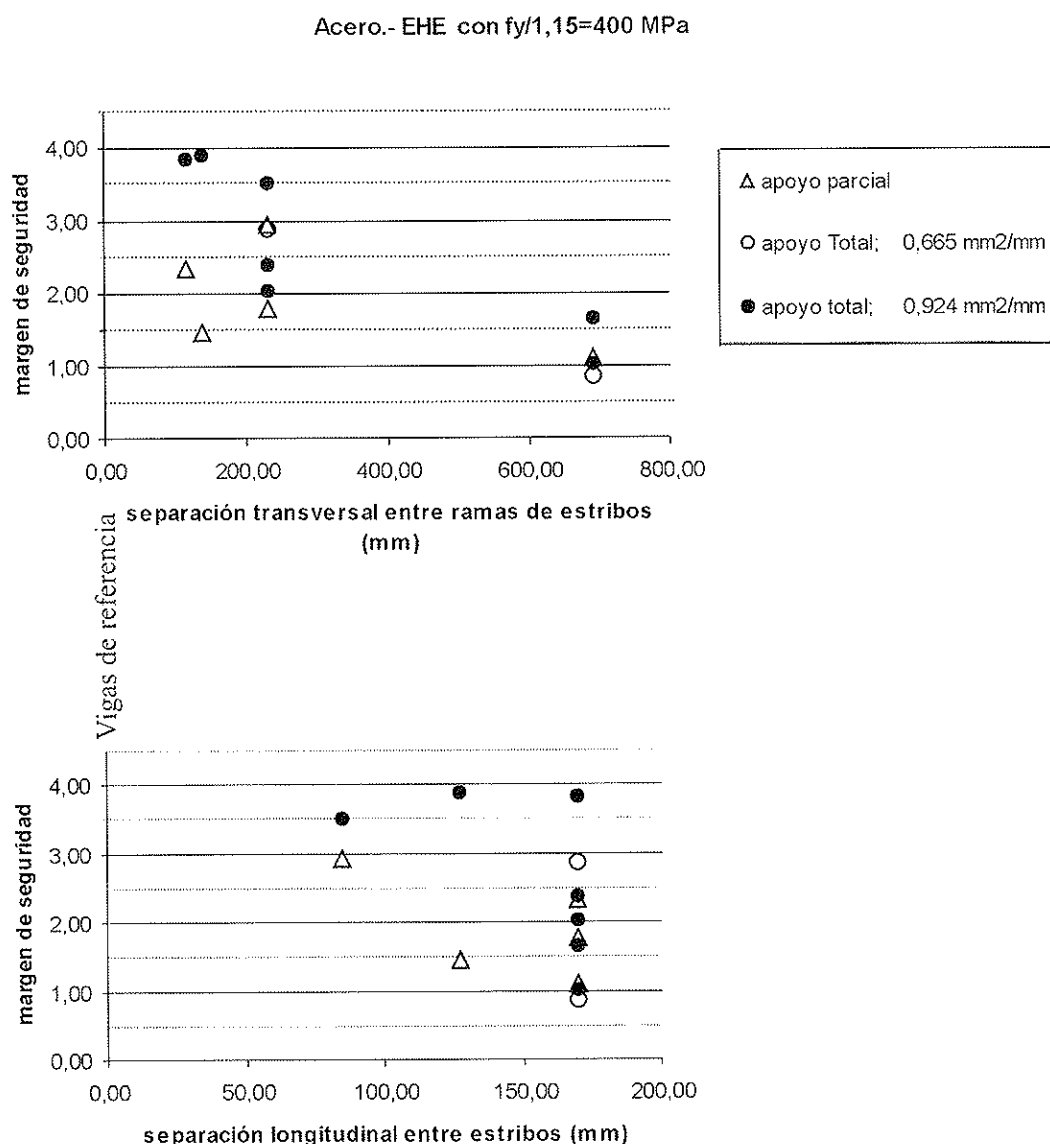 Acero.- EHE con fy/1,15=400 MPa
4,00
3,00
2,00
1,00
0,00
margen de seguridad
0,00 200,00 400,00 600,00 800,00
separación transversal entre ramas de estribos
(mm)
apoyo parcial
apoyo Total; 0,665 mm2/mm
apoyo total; 0,924 mm2/mm
Vigas de referencia
4,00
3,00
2,00
1,00
0,00
margen de seguridad
0,00 50,00 100,00 150,00 200,00
separación longitudinal entre estribos (mm)